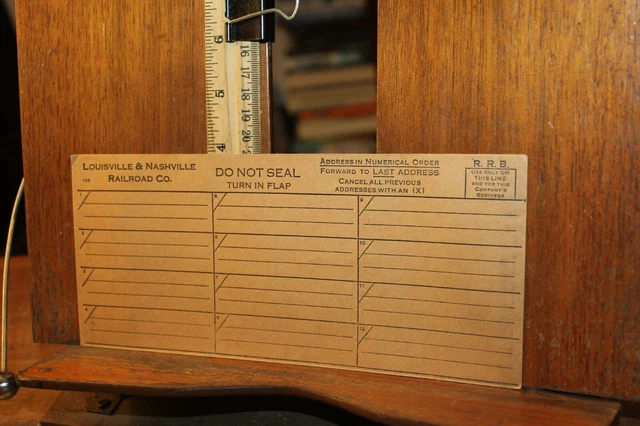 6
5
4
16 17 18 19 20
LOUISVILLE & NASHVILLE
RAILROAD CO.
DO NOT SEAL
TURN IN FLAP
ADDRESS IN NUMERICAL ORDER
FORWARD TO LAST ADDRESS
CANCEL ALL PREVIOUS
ADDRESSES WITH AN (X)
R. R. B.
USE ONLY ON
THIS LINE
AND FOR THIS
COMPANY'S
BUSINESS
1
2
3
4
5
6
7
8
9
10
11
12